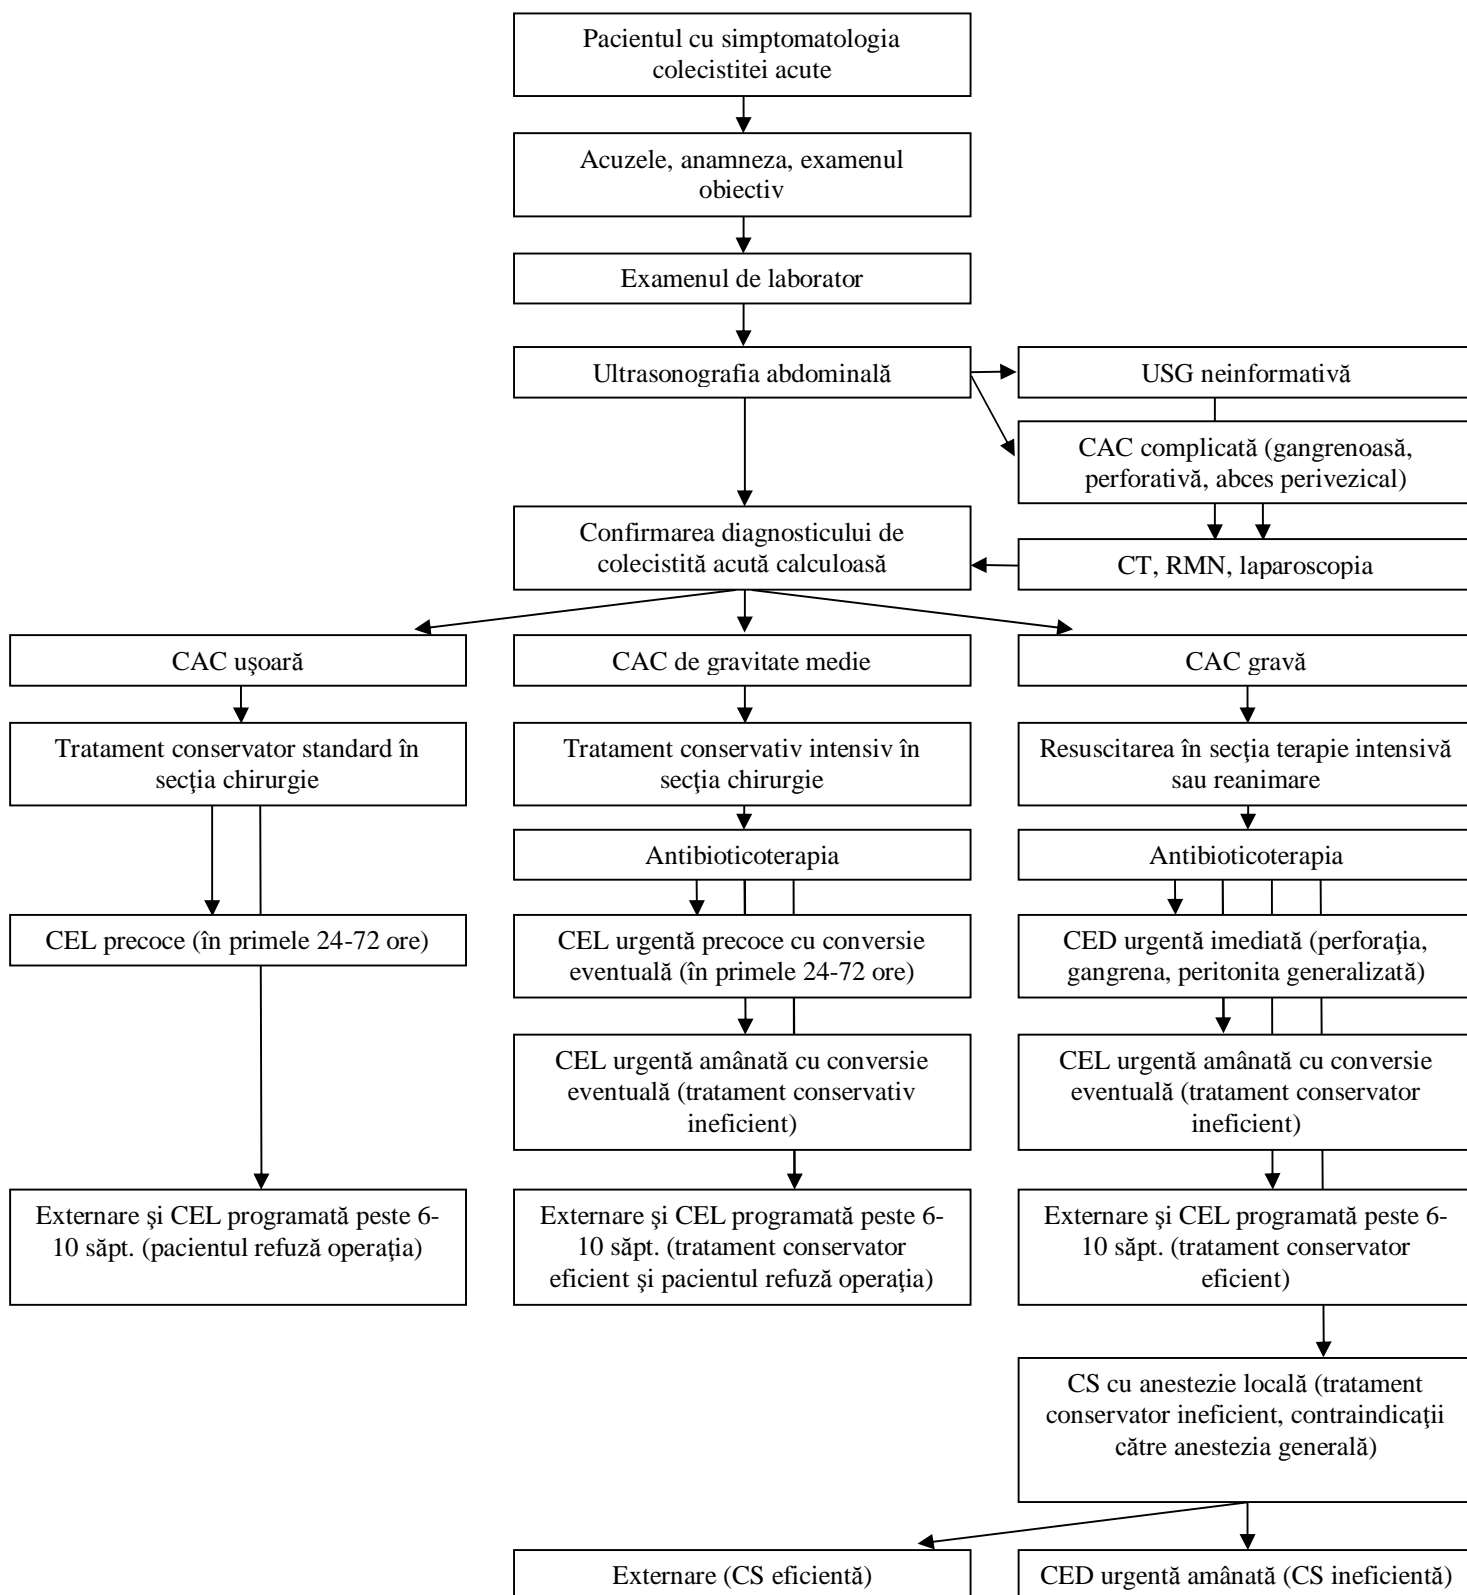 Pacientul cu simptomatologia
colecistitei acute
Acuzele, anamneza, examenul
obiectiv
Examenul de laborator
Ultrasonografia abdominală
USG neinformativă
CAC complicată (gangrenoasă,
perforativă, abces perivezical)
Confirmarea diagnosticului de
colecistită acută calculoasă
CT, RMN, laparoscopia
CAC uşoară
CAC de gravitate medie
CAC gravă
Tratament conservator standard în
secţia chirurgie
Tratament conservativ intensiv în
secţia chirurgie
Resuscitarea în secţia terapie intensivă
sau reanimare
Antibioticoterapia
Antibioticoterapia
CEL precoce (în primele 24-72 ore)
CEL urgentă precoce cu conversie
eventuală (în primele 24-72 ore)
CED urgentă imediată (perforaţia,
gangrena, peritonita generalizată)
CEL urgentă amânată cu conversie
eventuală (tratament conservativ
ineficient)
CEL urgentă amânată cu conversie
eventuală (tratament conservator
ineficient)
Externare şi CEL programată peste 6-
10 săpt. (pacientul refuză operaţia)
Externare şi CEL programată peste 6-
10 săpt. (tratament conservator
eficient şi pacientul refuză operaţia)
Externare şi CEL programată peste 6-
10 săpt. (tratament conservator
eficient)
CS cu anestezie locală (tratament
conservator ineficient, contraindicaţii
către anestezia generală)
Externare (CS eficientă)
CED urgentă amânată (CS ineficientă)